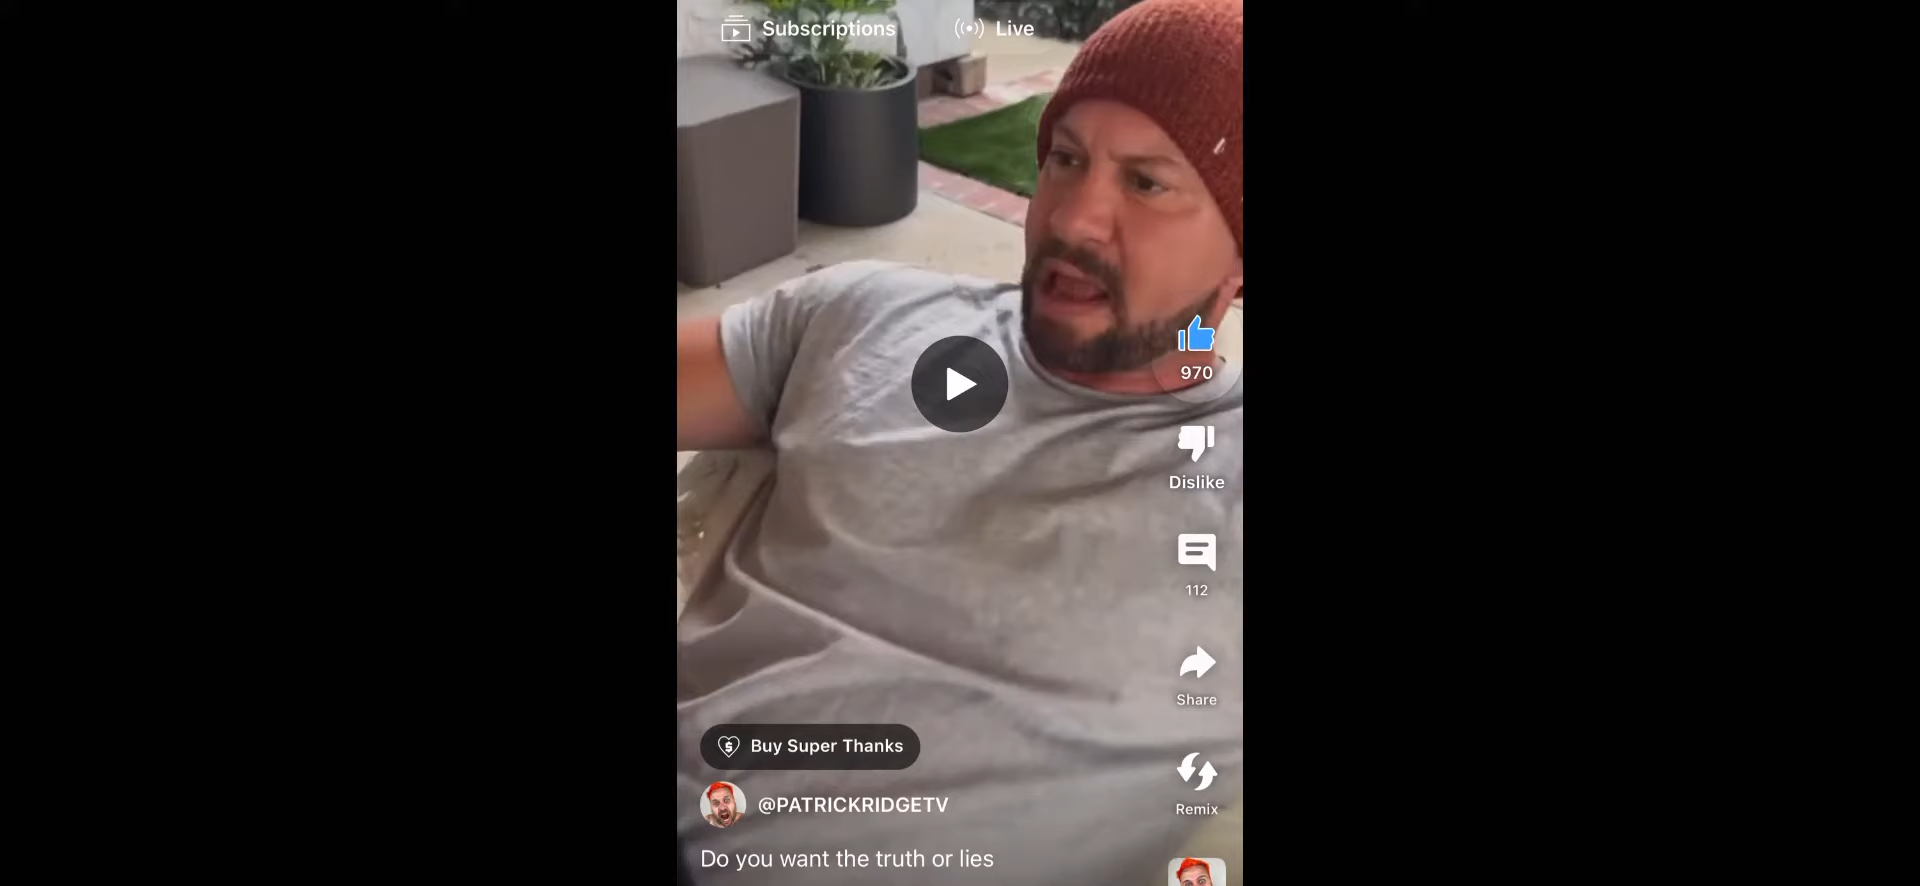 Subscriptions
Live
970
Dislike
112
Share
Buy Super Thanks
@PATRICKRIDGETV
Remix
Do you want the truth or lies